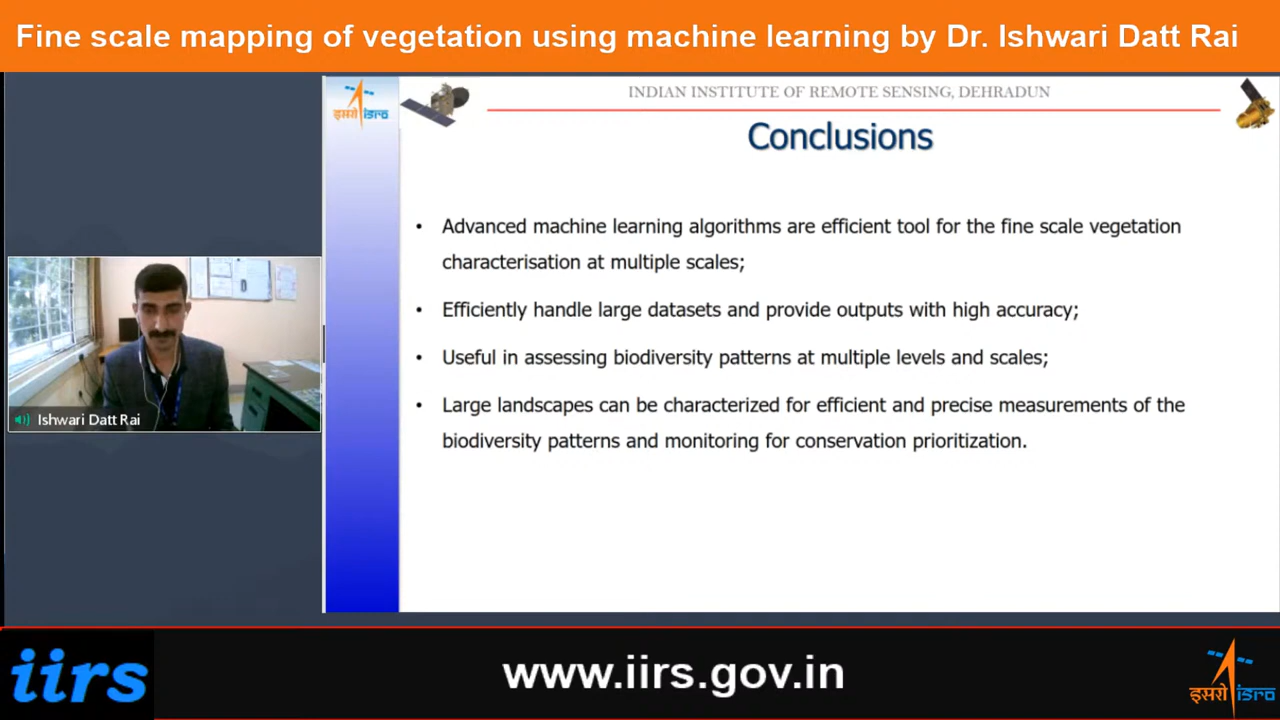 Fine scale mapping of vegetation using machine learning by Dr. Ishwari Datt Rai
INDIAN INSTITUTE OF REMOTE SENSING, DEHRADUN
इसरो isro
Conclusions
• Advanced machine learning algorithms are efficient tool for the fine scale vegetation
characterisation at multiple scales;
• Efficiently handle large datasets and provide outputs with high accuracy;
• Useful in assessing biodiversity patterns at multiple levels and scales;
• Large landscapes can be characterized for efficient and precise measurements of the
biodiversity patterns and monitoring for conservation prioritization.
Ishwari Datt Rai
iirs
www.iirs.gov.in
इसरो isro